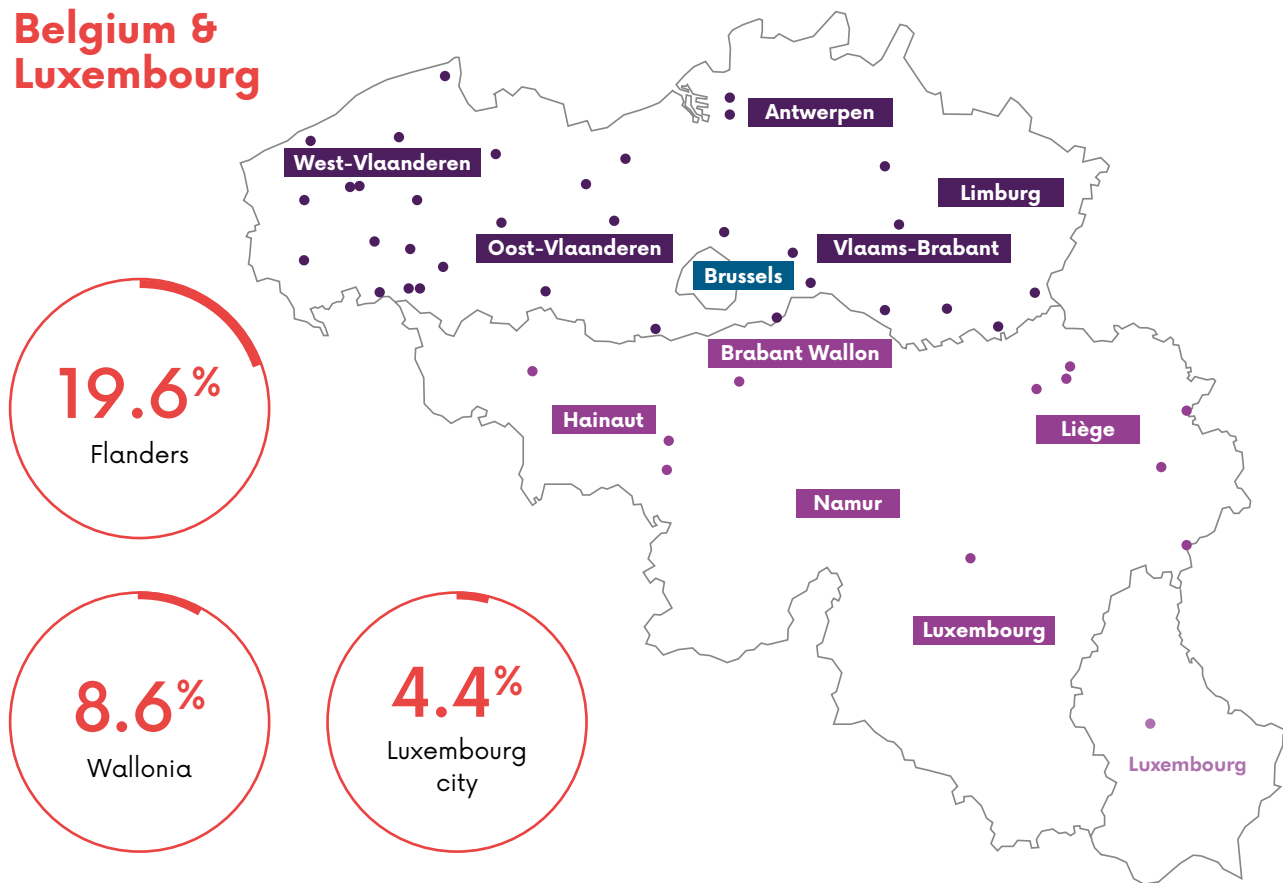 Belgium &
Luxembourg
Antwerpen
West-Vlaanderen
Limburg
Oost-Vlaanderen
Vlaams-Brabant
Brussels
Brabant Wallon
Hainaut
Liège
Namur
Luxembourg
Luxembourg
19.6%
Flanders
8.6%
Wallonia
4.4%
Luxembourg
city